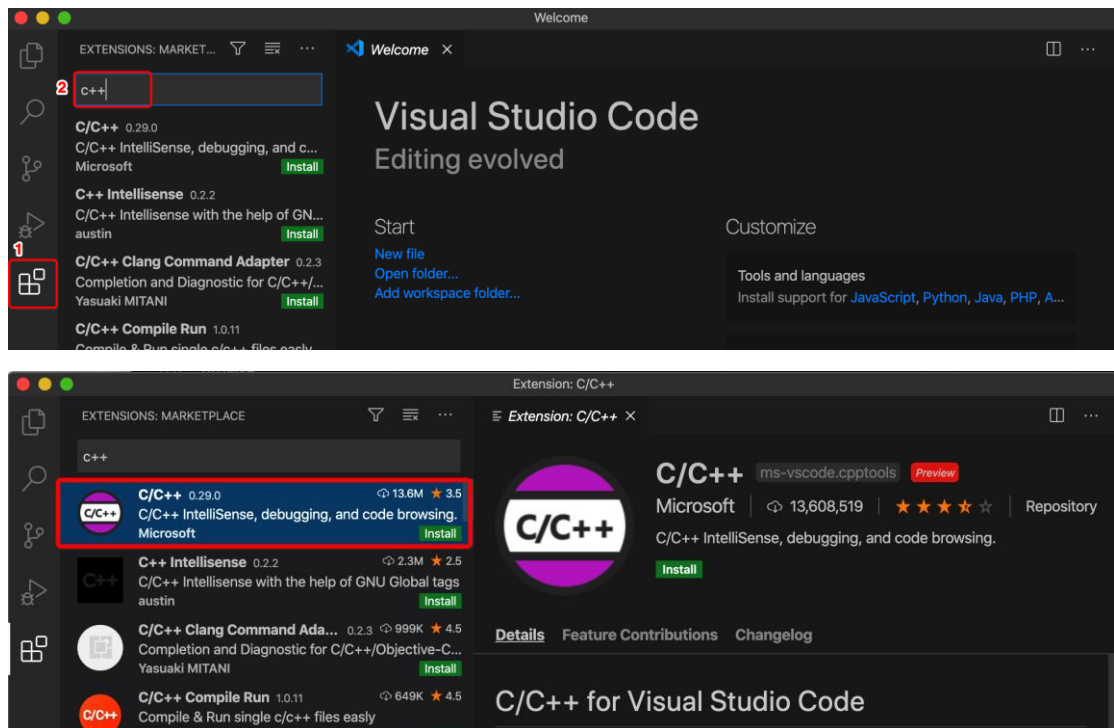 Welcome
EXTENSIONS: MARKET...
Welcome
2
c++
C/C++ 0.29.0
C/C++ IntelliSense, debugging, and c...
Microsoft Install
C++ Intellisense 0.2.2
C/C++ Intellisense with the help of GN...
austin Install
1
C/C++ Clang Command Adapter 0.2.3
Completion and Diagnostic for C/C++/...
Yasuaki MITANI Install
C/C++ Compile Run 1.0.11
Compile & Run single c/c++ files easly
Visual Studio Code
Editing evolved
Start
New file
Open folder...
Add workspace folder...
Customize
Tools and languages
Install support for JavaScript, Python, Java, PHP, A...
Extension: C/C++
EXTENSIONS: MARKETPLACE
Extension: C/C++
c++
C/C++ 0.29.0 13.6M 3.5
C/C++ IntelliSense, debugging, and code browsing.
Microsoft Install
C/C++
C++ Intellisense 0.2.2 2.3M 2.5
C/C++ Intellisense with the help of GNU Global tags
austin Install
C++
C/C++ Clang Command Ada... 0.2.3 999K 4.5
Completion and Diagnostic for C/C++/Objective-C...
Yasuaki MITANI Install
C/C++ Compile Run 1.0.11 649K 4.5
Compile & Run single c/c++ files easly
C/C++
C/C++
C/C++ ms-vscode.cpptools Preview
Microsoft 13,608,519 Repository
C/C++ IntelliSense, debugging, and code browsing.
Install
Details Feature Contributions Changelog
C/C++ for Visual Studio Code